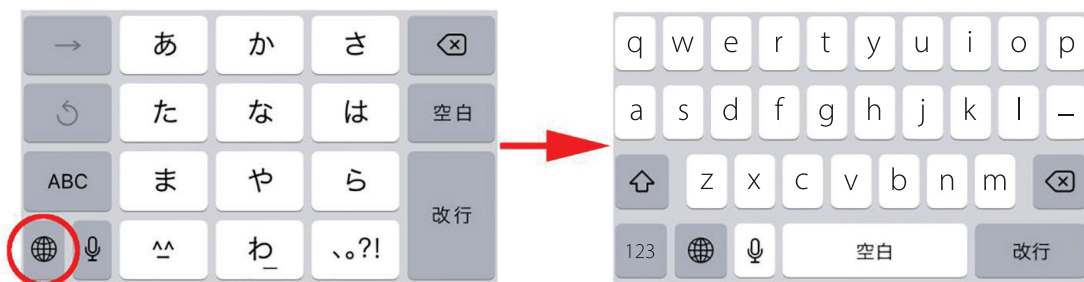 → あ か さ
た な は 空白
ABC ま や ら
改行
^^ わ_ 、。?!
q w e r t y u i o p
a s d f g h j k l ー
z x c v b n m
123 空白 改行